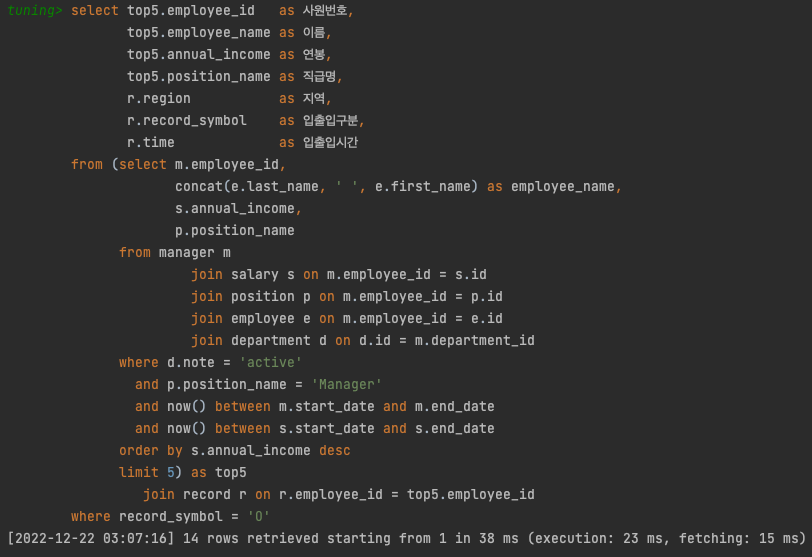 tuning> select top5.employee_id   as 사원번호,
               top5.employee_name as 이름,
               top5.annual_income as 연봉,
               top5.position_name as 직급명,
               r.region           as 지역,
               r.record_symbol    as 입출입구분,
               r.time             as 입출입시간
        from (select m.employee_id,
                     concat(e.last_name, ' ', e.first_name) as employee_name,
                     s.annual_income,
                     p.position_name
              from manager m
                       join salary s on m.employee_id = s.id
                       join position p on m.employee_id = p.id
                       join employee e on m.employee_id = e.id
                       join department d on d.id = m.department_id
              where d.note = 'active'
                and p.position_name = 'Manager'
                and now() between m.start_date and m.end_date
                and now() between s.start_date and s.end_date
              order by s.annual_income desc
              limit 5) as top5
                 join record r on r.employee_id = top5.employee_id
        where record_symbol = 'O'
[2022-12-22 03:07:16] 14 rows retrieved starting from 1 in 38 ms (execution: 23 ms, fetching: 15 ms)